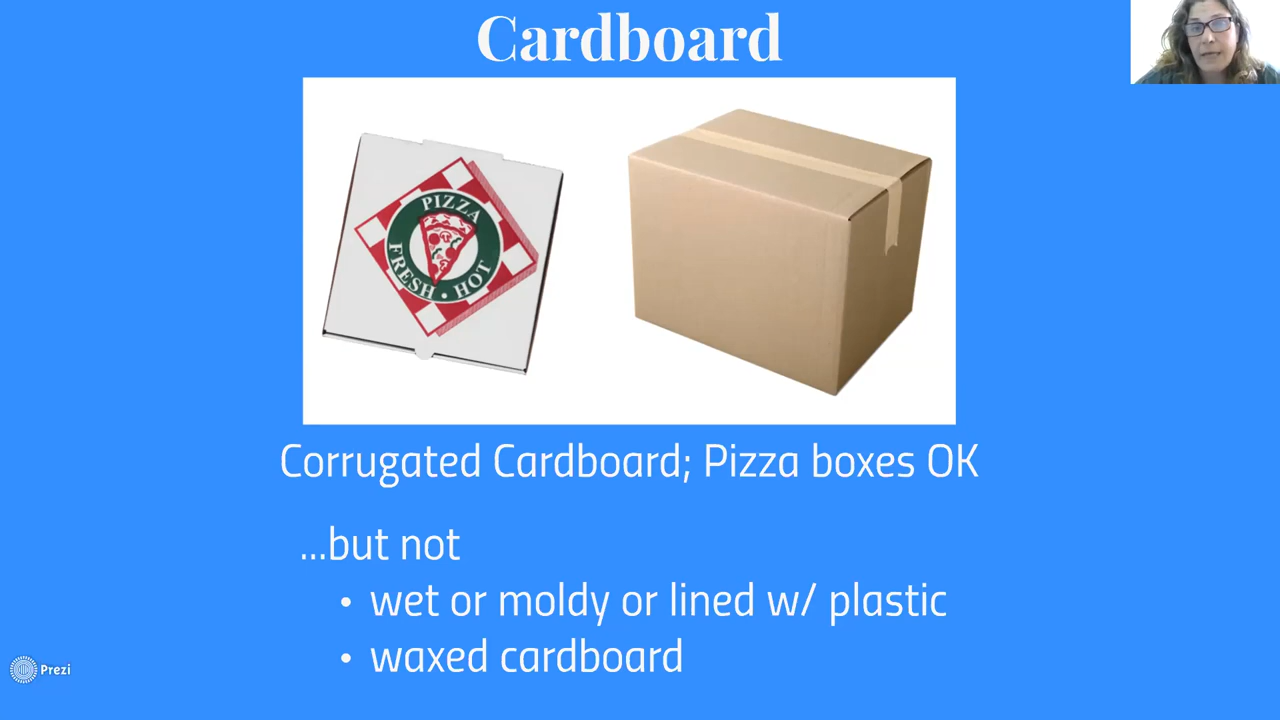 Cardboard
PIZZA
FRESH • HOT
Corrugated Cardboard; Pizza boxes OK
...but not
• wet or moldy or lined w/ plastic
• waxed cardboard
Prezi